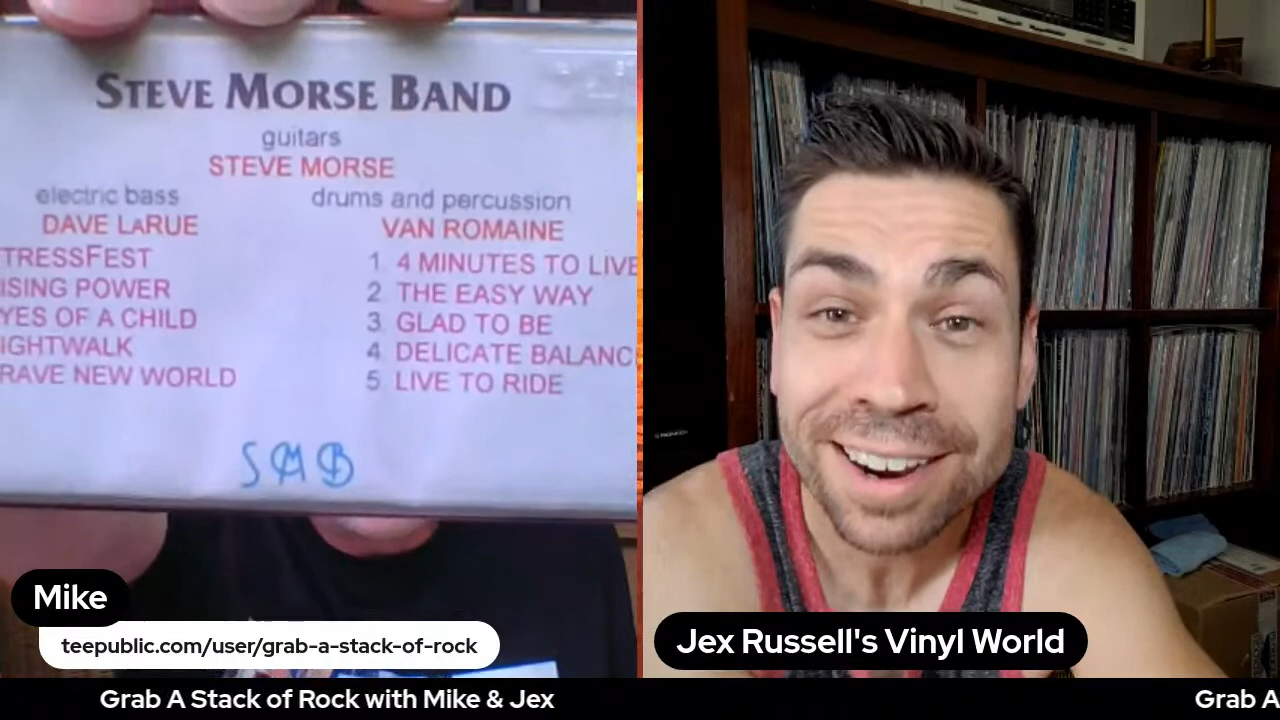 STEVE MORSE BAND
guitars
STEVE MORSE
electric bass
DAVE LARUE
drums and percussion
VAN ROMAINE
TRESSFEST
ISING POWER
YES OF A CHILD
IGHTWALK
RAVE NEW WORLD
1 4 MINUTES TO LIVE
2 THE EASY WAY
3 GLAD TO BE
4 DELICATE BALANC
5 LIVE TO RIDE
SMB
Mike
teepublic.com/user/grab-a-stack-of-rock
Jex Russell's Vinyl World
Grab A Stack of Rock with Mike & Jex
Grab A